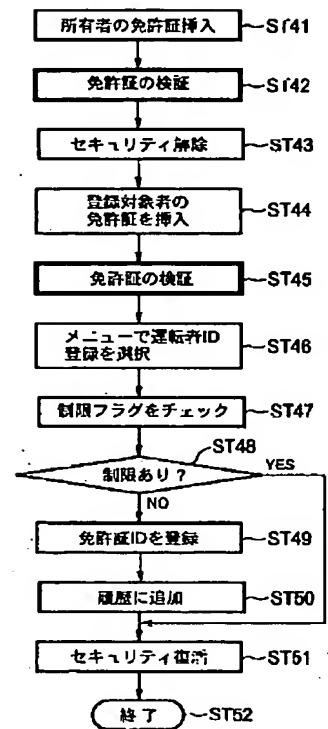 所有者の免許証挿入 ST41
免許証の検証 ST42
セキュリティ解除 ST43
登録対象者の
免許証を挿入 ST44
免許証の検証 ST45
メニューで運転者ID
登録を選択 ST46
制限フラグをチェック ST47
ST48
制限あり? YES
NO
免許証IDを登録 ST49
履歴に追加 ST50
セキュリティ復活 ST51
終了 ST52